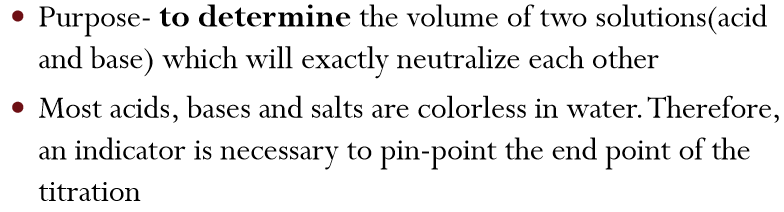 • Purpose- to determine the volume of two solutions(acid
and base) which will exactly neutralize each other
• Most acids, bases and salts are colorless in water. Therefore,
an indicator is necessary to pin-point the end point of the
titration